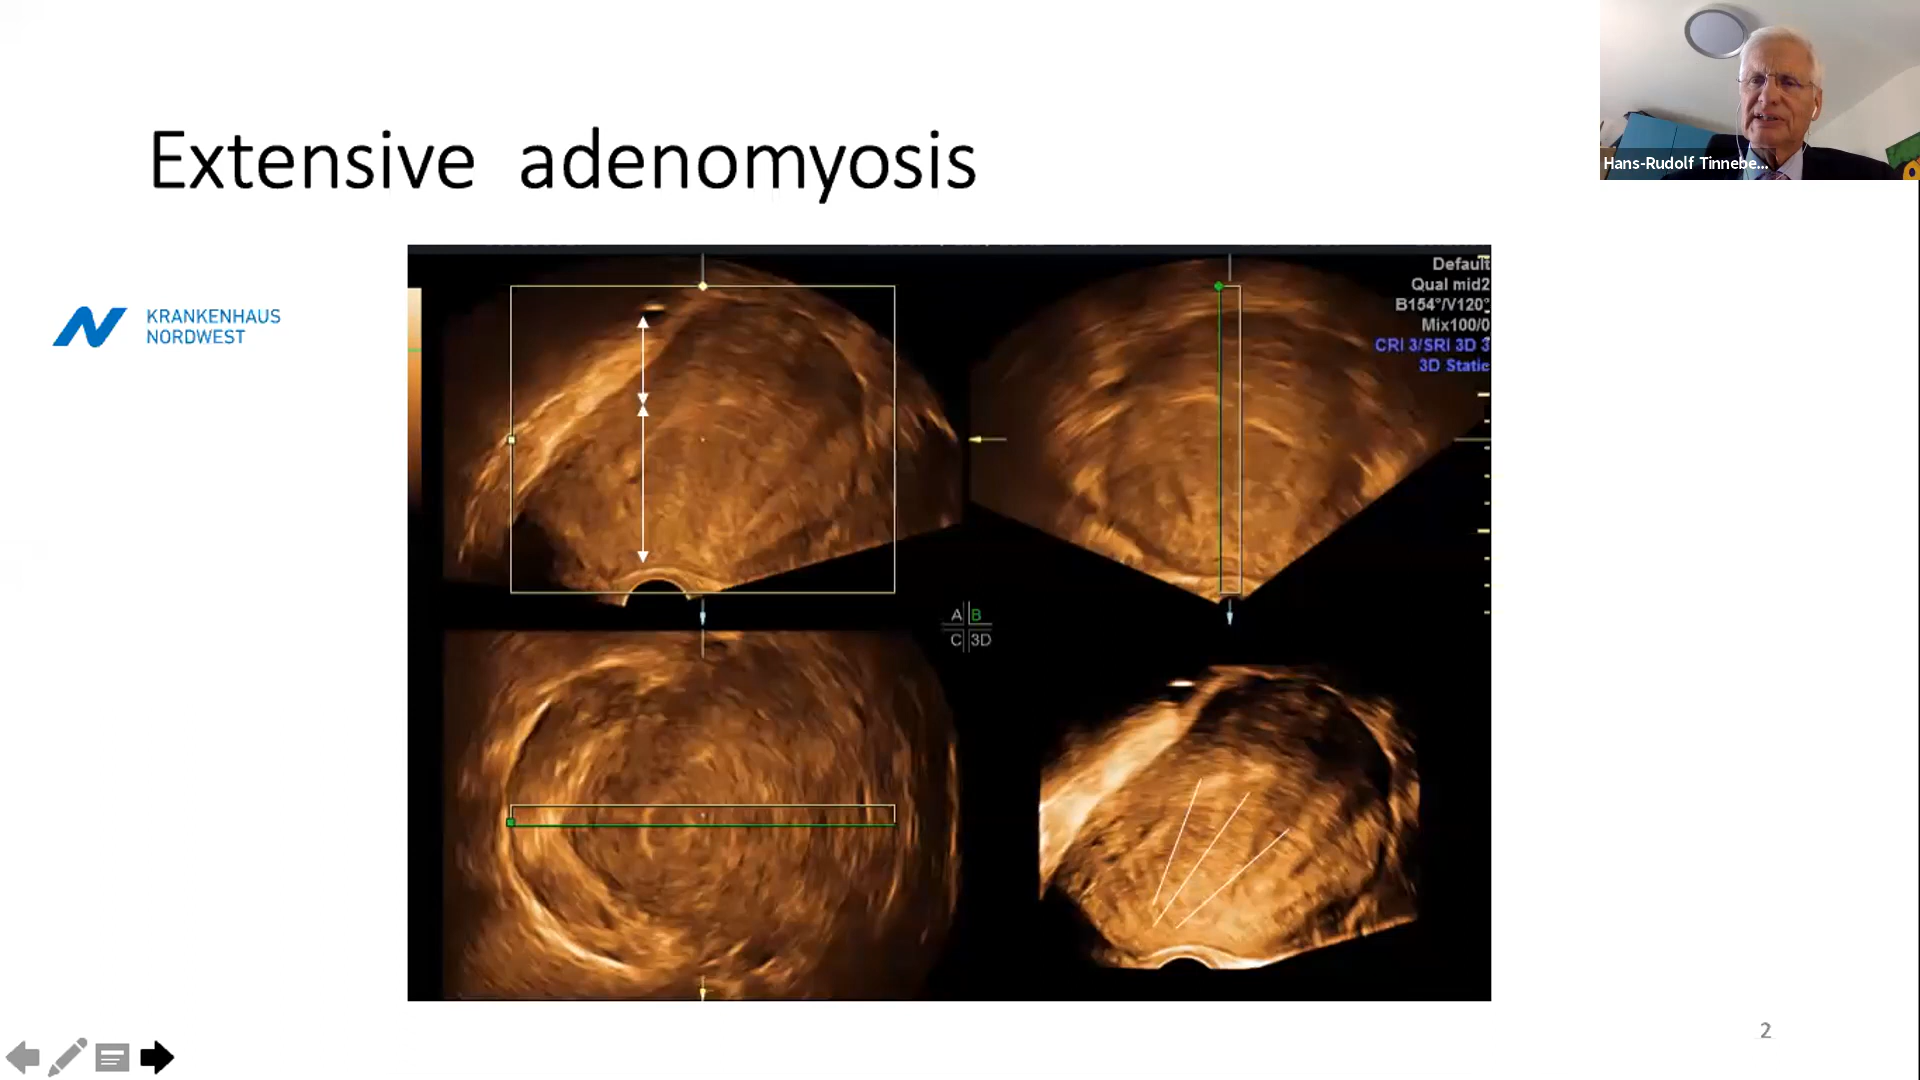 Extensive adenomyosis
Hans-Rudolf Tinnebe...
KRANKENHAUS
NORDWEST
Default
Qual mid2
B154°/V120°
Mix100/0
CRI 3/SRI 3D 3
3D Static
A B
C 3D
2